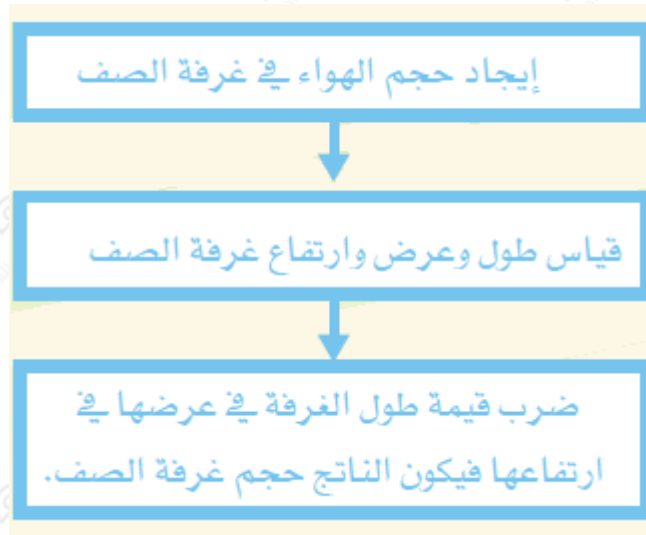 إيجاد حجم الهواء في غرفة الصف
قياس طول وعرض وارتفاع غرفة الصف
ضرب قيمة طول الغرفة في عرضها في
ارتفاعها فيكون الناتج حجم غرفة الصف.